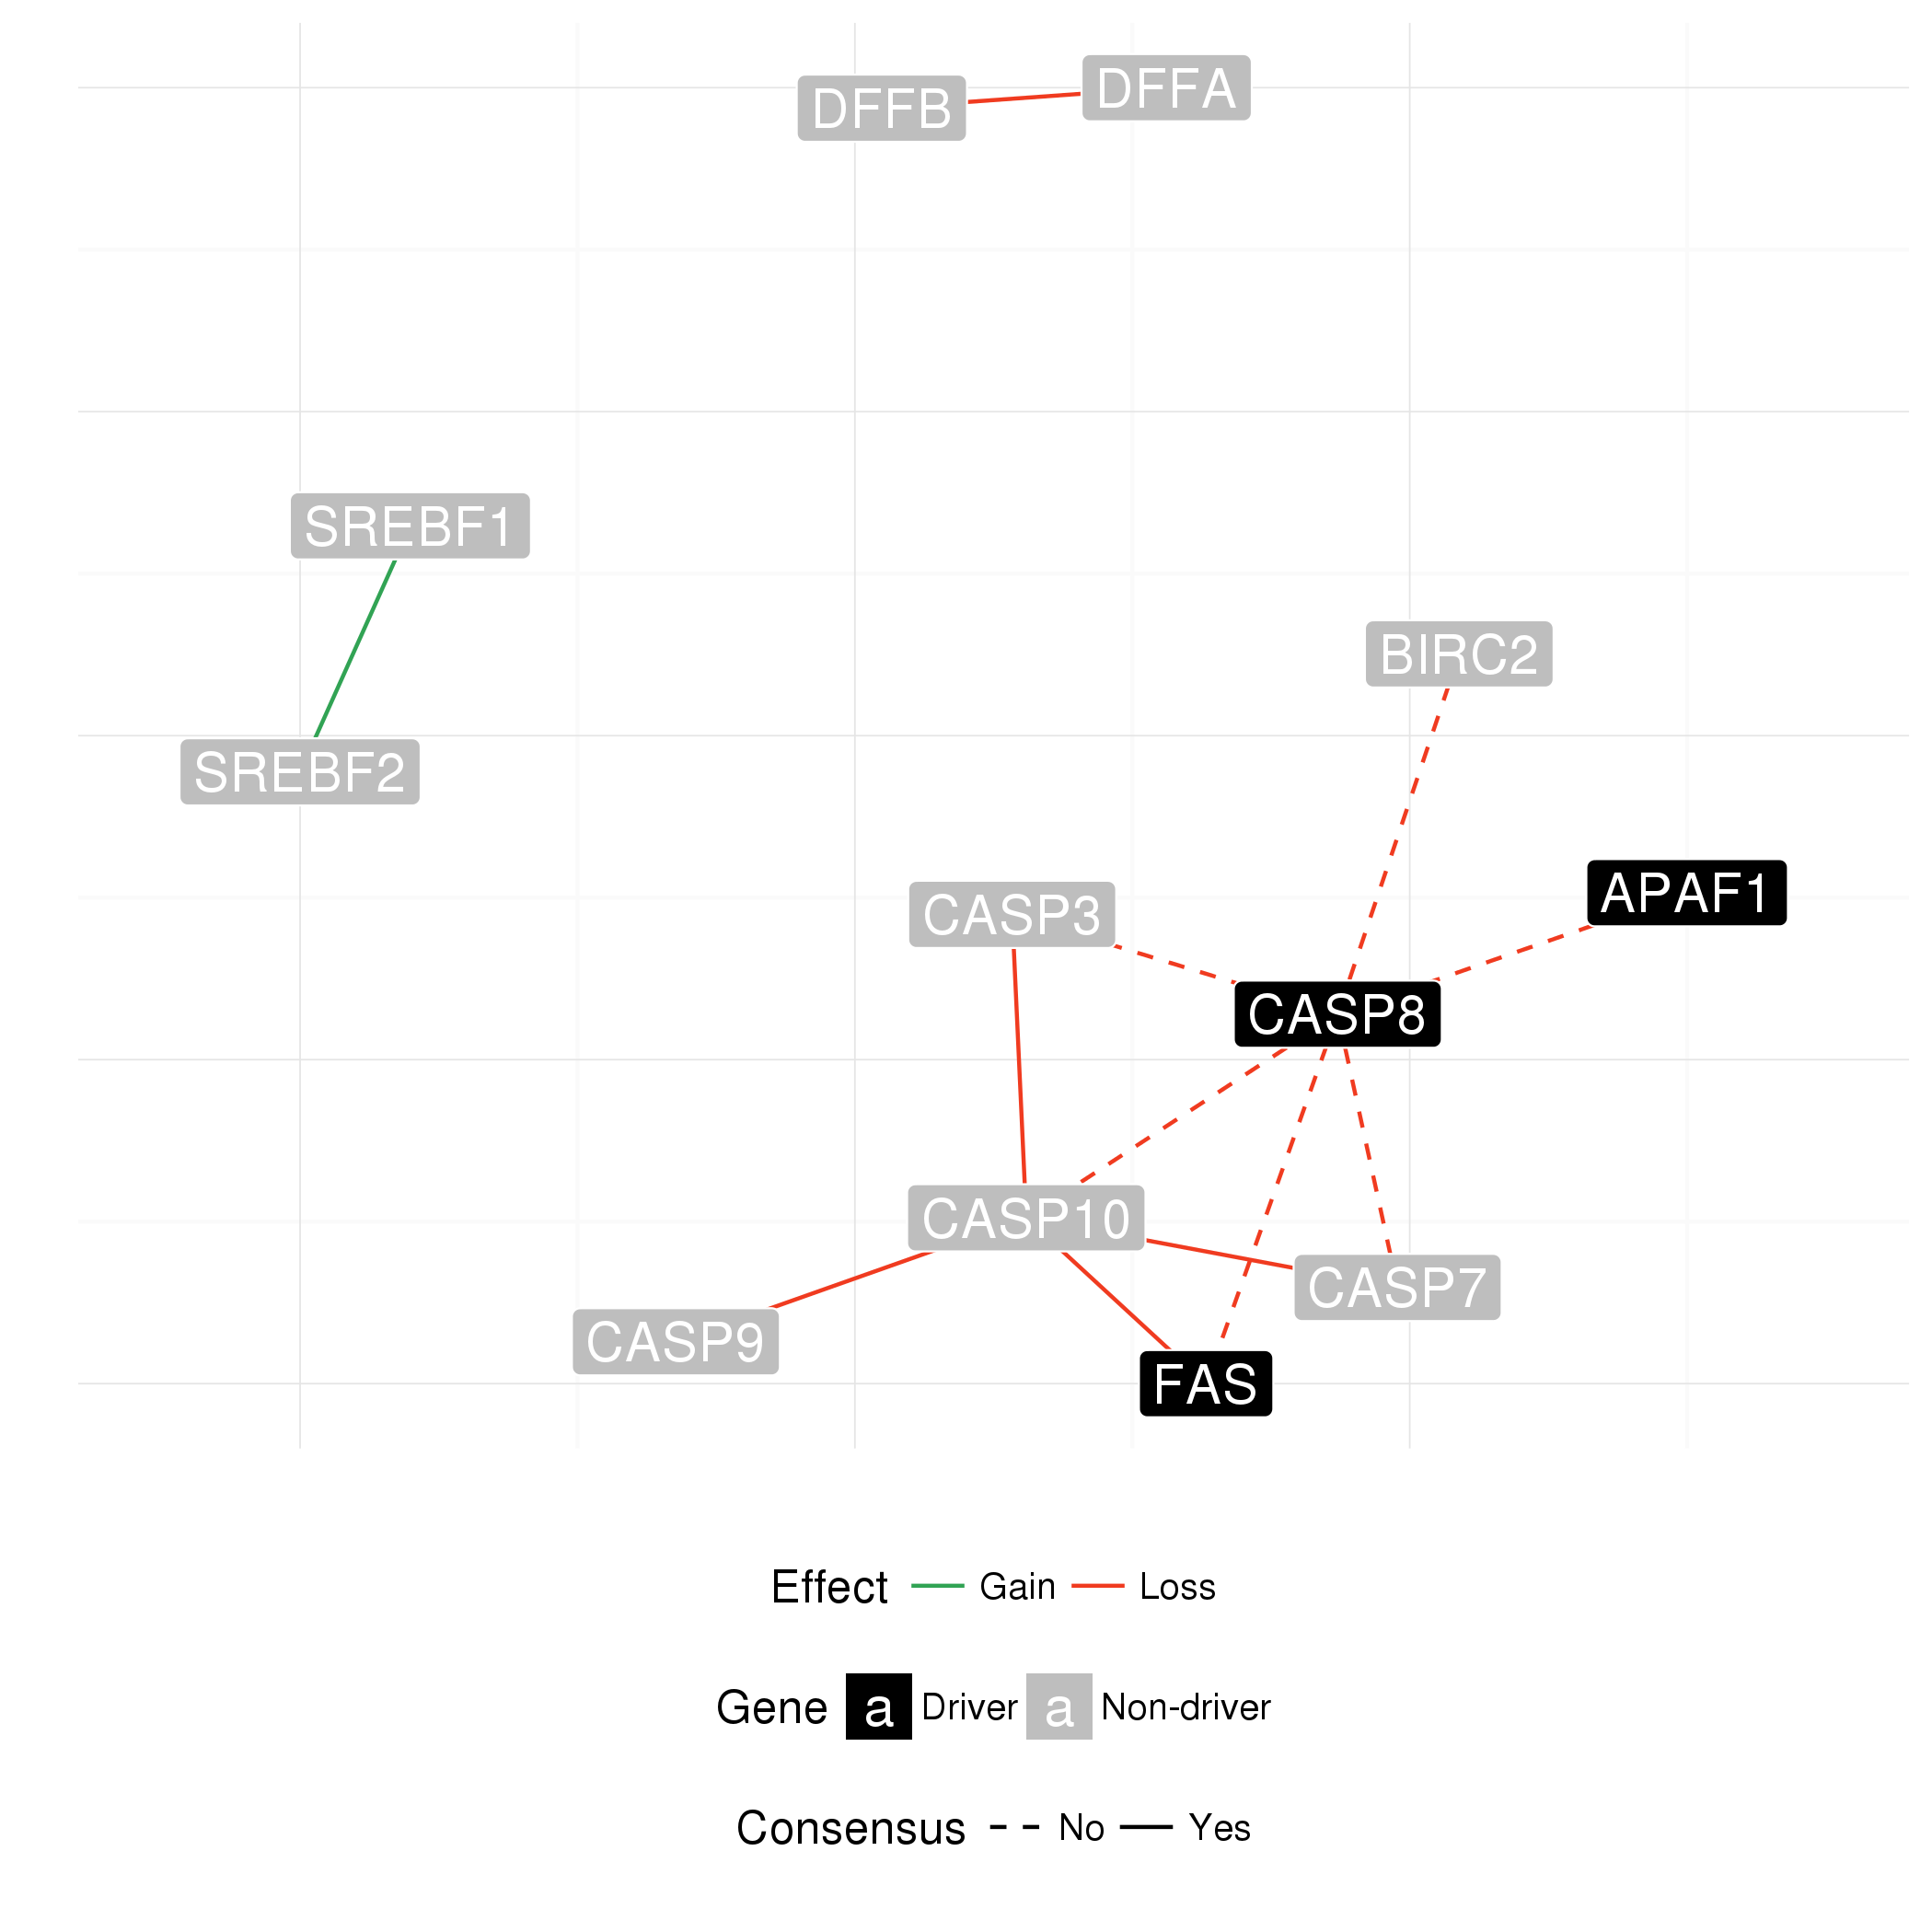 DFFA
DFFB
SREBF1
BIRC2
SREBF2
APAF1
CASP3
CASP8
CASP10
CASP7
CASP9
FAS
Effect Gain Loss
Gene a Driver a Non-driver
Consensus No Yes